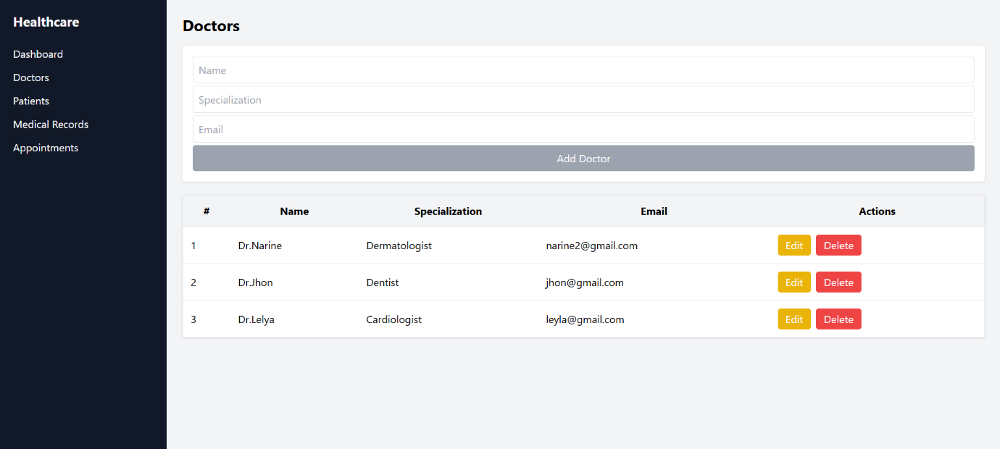 Healthcare
Dashboard
Doctors
Patients
Medical Records
Appointments
Doctors
Name
Specialization
Email
Add Doctor
# Name Specialization Email Actions
1 Dr.Narine Dermatologist narine2@gmail.com Edit Delete
2 Dr.Jhon Dentist jhon@gmail.com Edit Delete
3 Dr.Lelya Cardiologist leyla@gmail.com Edit Delete